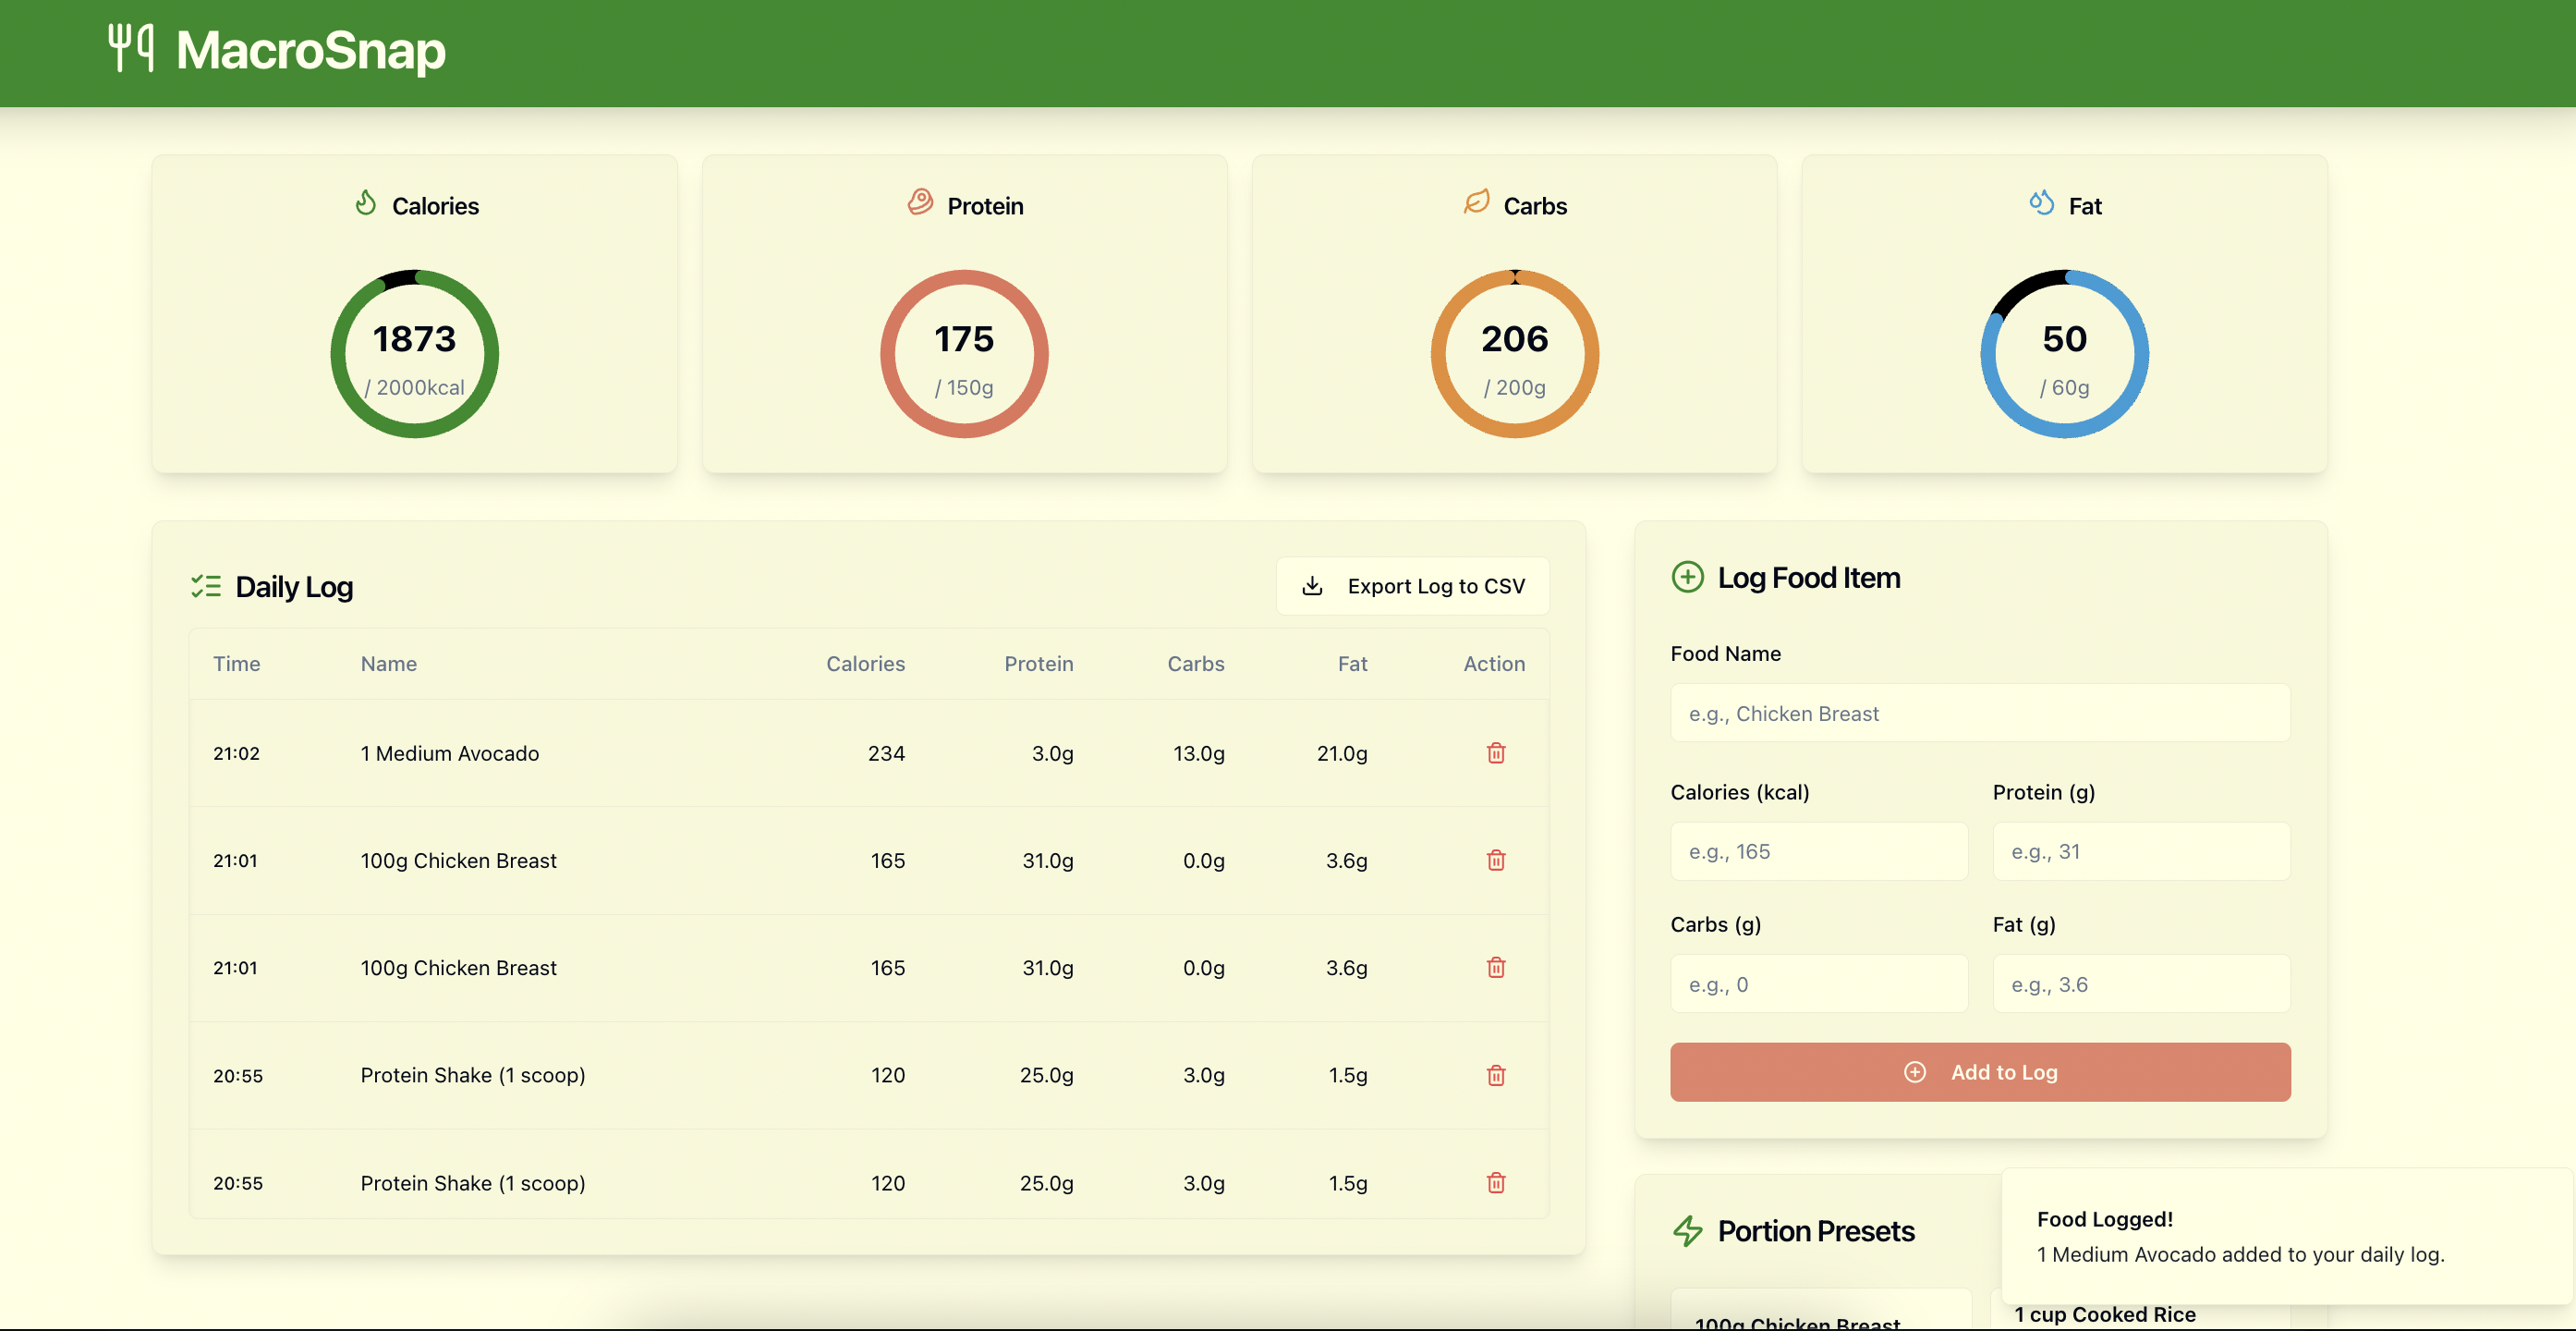 MacroSnap
Calories
1873
/ 2000kcal
Protein
175
/ 150g
Carbs
206
/ 200g
Fat
50
/ 60g
Daily Log
Export Log to CSV
Time Name Calories Protein Carbs Fat Action
21:02 1 Medium Avocado 234 3.0g 13.0g 21.0g
21:01 100g Chicken Breast 165 31.0g 0.0g 3.6g
21:01 100g Chicken Breast 165 31.0g 0.0g 3.6g
20:55 Protein Shake (1 scoop) 120 25.0g 3.0g 1.5g
20:55 Protein Shake (1 scoop) 120 25.0g 3.0g 1.5g
Log Food Item
Food Name
e.g., Chicken Breast
Calories (kcal) Protein (g)
e.g., 165 e.g., 31
Carbs (g) Fat (g)
e.g., 0 e.g., 3.6
Add to Log
Portion Presets
100g Chicken Breast
1 cup Cooked Rice
Food Logged!
1 Medium Avocado added to your daily log.